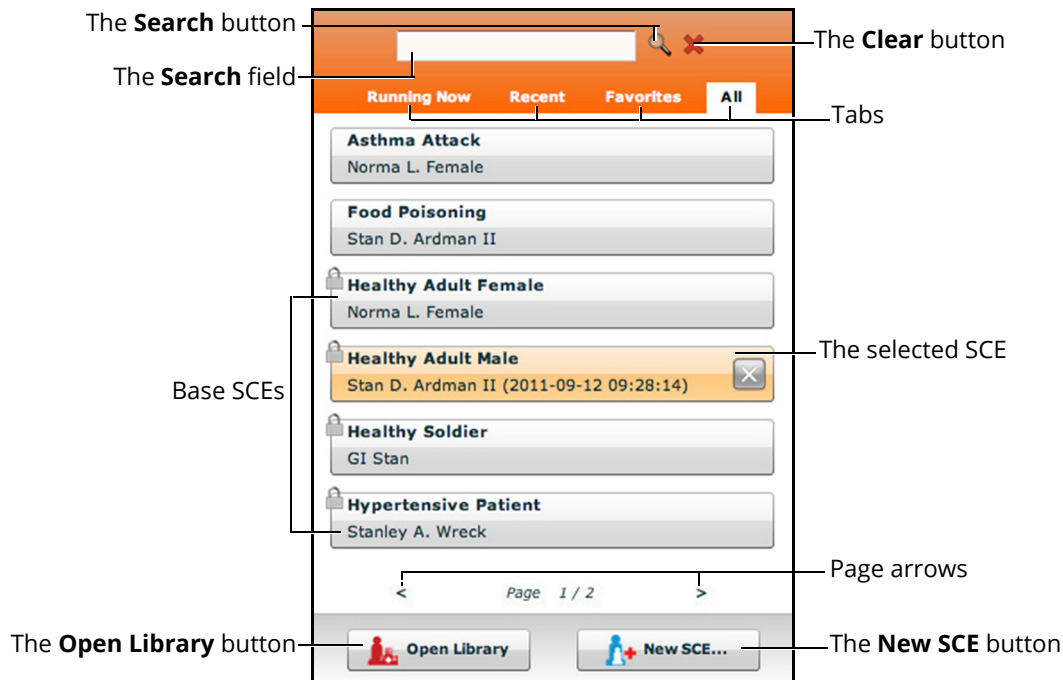 The Search button
The Clear button
The Search field
Running Now Recent Favorites All
Tabs
Asthma Attack
Norma L. Female
Food Poisoning
Stan D. Ardman II
Healthy Adult Female
Norma L. Female
Healthy Adult Male
Stan D. Ardman II (2011-09-12 09:28:14)
The selected SCE
Base SCEs
Healthy Soldier
GI Stan
Hypertensive Patient
Stanley A. Wreck
Page arrows
< Page 1 / 2 >
The Open Library button
Open Library
New SCE...
The New SCE button